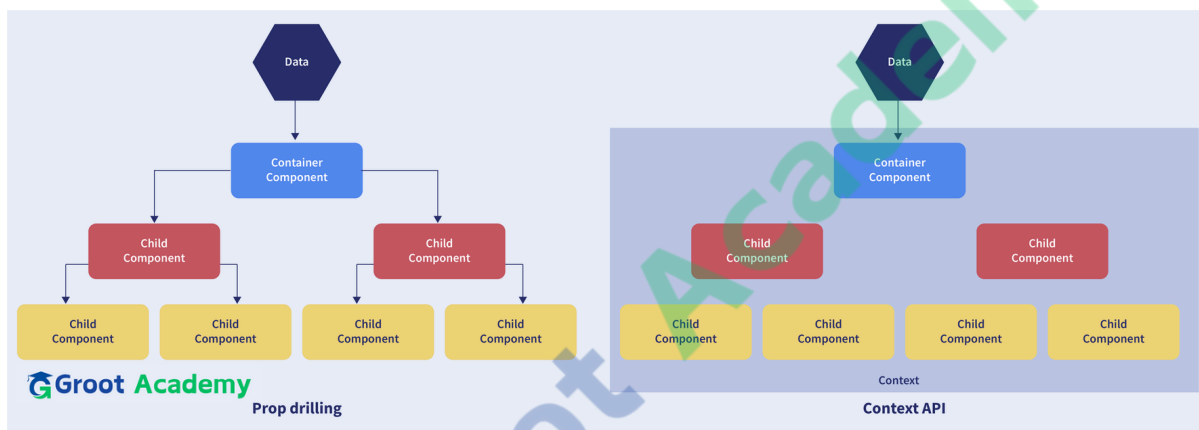 Data
Container
Component
Child
Component
Child
Component
Child
Component
Child
Component
Child
Component
Child
Component
Groot Academy
Prop drilling
Data
Container
Component
Child
Component
Child
Component
Child
Component
Child
Component
Child
Component
Child
Component
Context
Context API